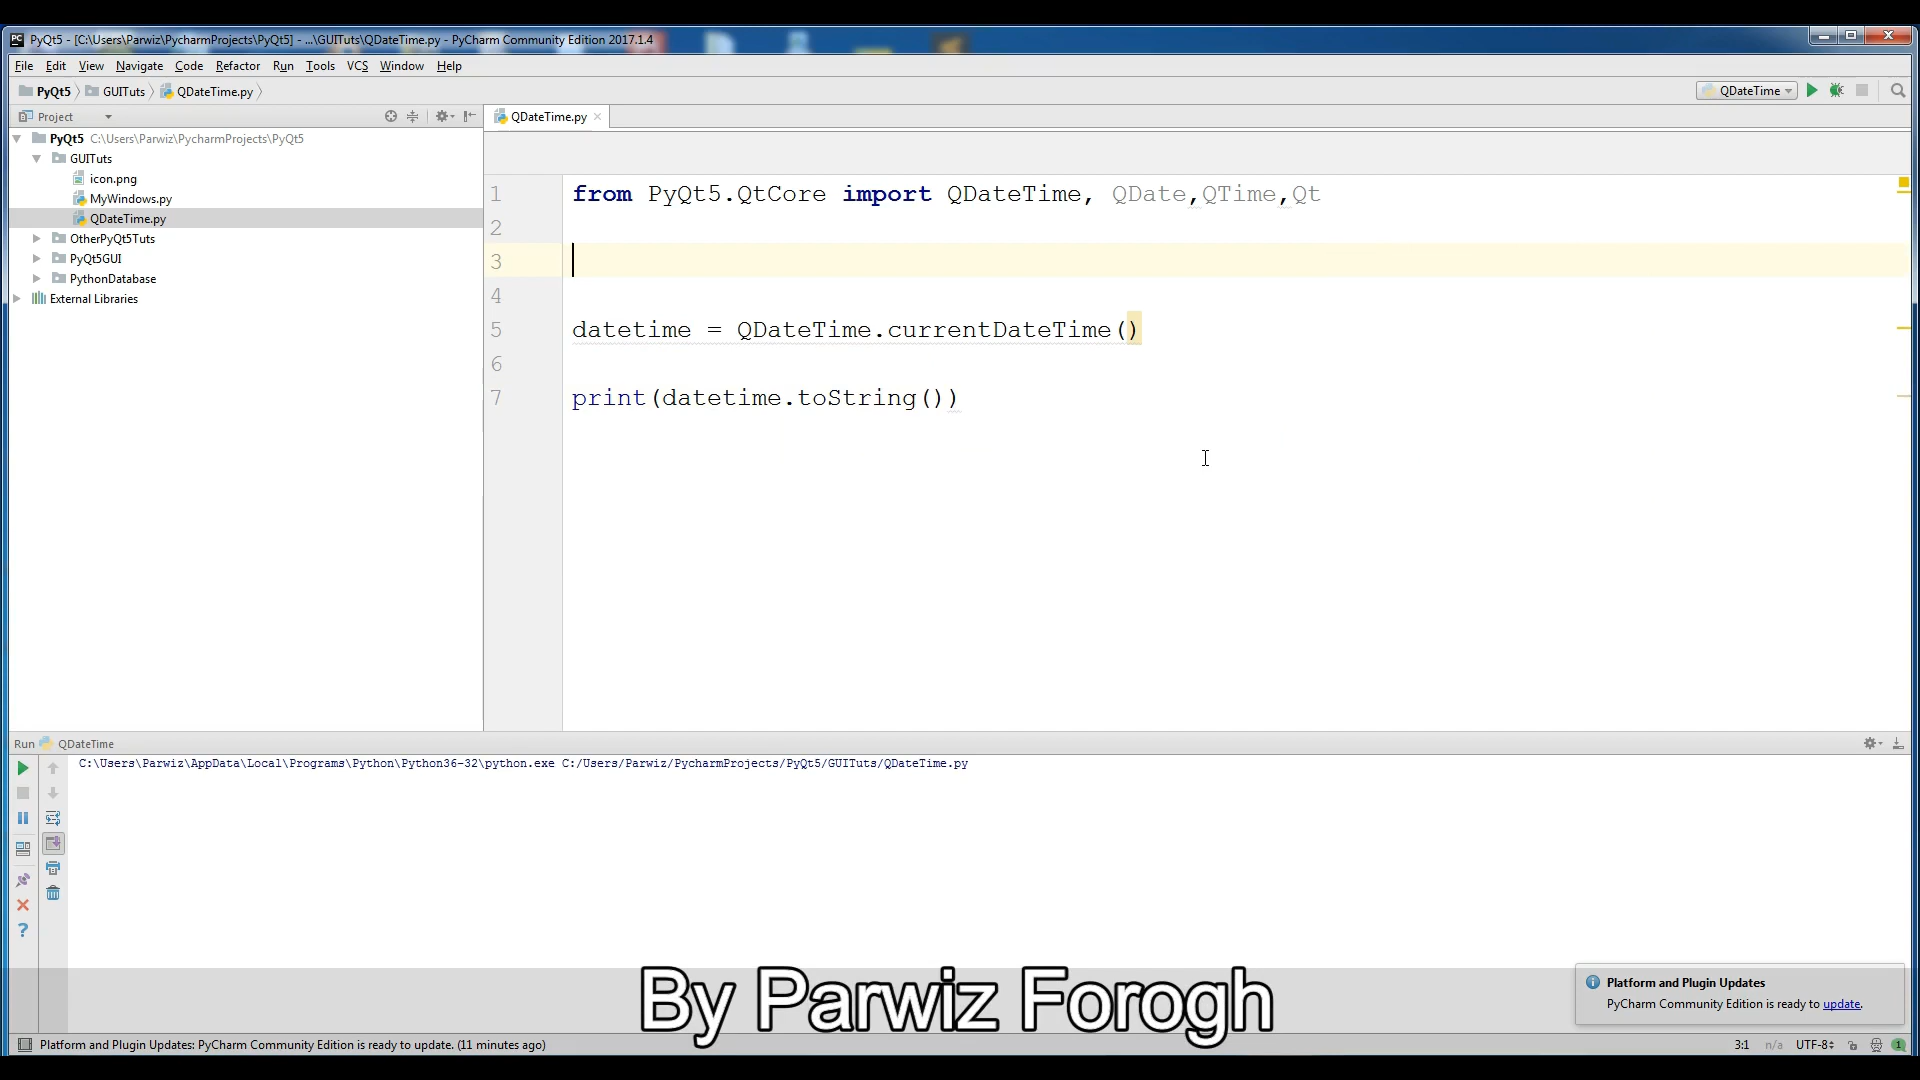 PyQt5 - [C:\Users\Parwiz\PycharmProjects\PyQt5] - ...\GUITuts\QDateTime.py - PyCharm Community Edition 2017.1.4
File Edit View Navigate Code Refactor Run Tools VCS Window Help
PyQt5 GUITuts QDateTime.py QDateTime
Project QDateTime.py
PyQt5 C:\Users\Parwiz\PycharmProjects\PyQt5
GUITuts
icon.png
MyWindows.py
QDateTime.py
OtherPyQt5Tuts
PyQt5GUI
PythonDatabase
External Libraries
1 from PyQt5.QtCore import QDateTime, QDate,QTime,Qt
2
3
4
5 datetime = QDateTime.currentDateTime()
6
7 print(datetime.toString())
Run QDateTime
C:\Users\Parwiz\AppData\Local\Programs\Python\Python36-32\python.exe C:/Users/Parwiz/PycharmProjects/PyQt5/GUITuts/QDateTime.py
By Parwiz Forogh
Platform and Plugin Updates
PyCharm Community Edition is ready to update.
Platform and Plugin Updates: PyCharm Community Edition is ready to update. (11 minutes ago) 3:1 n/a UTF-8 1